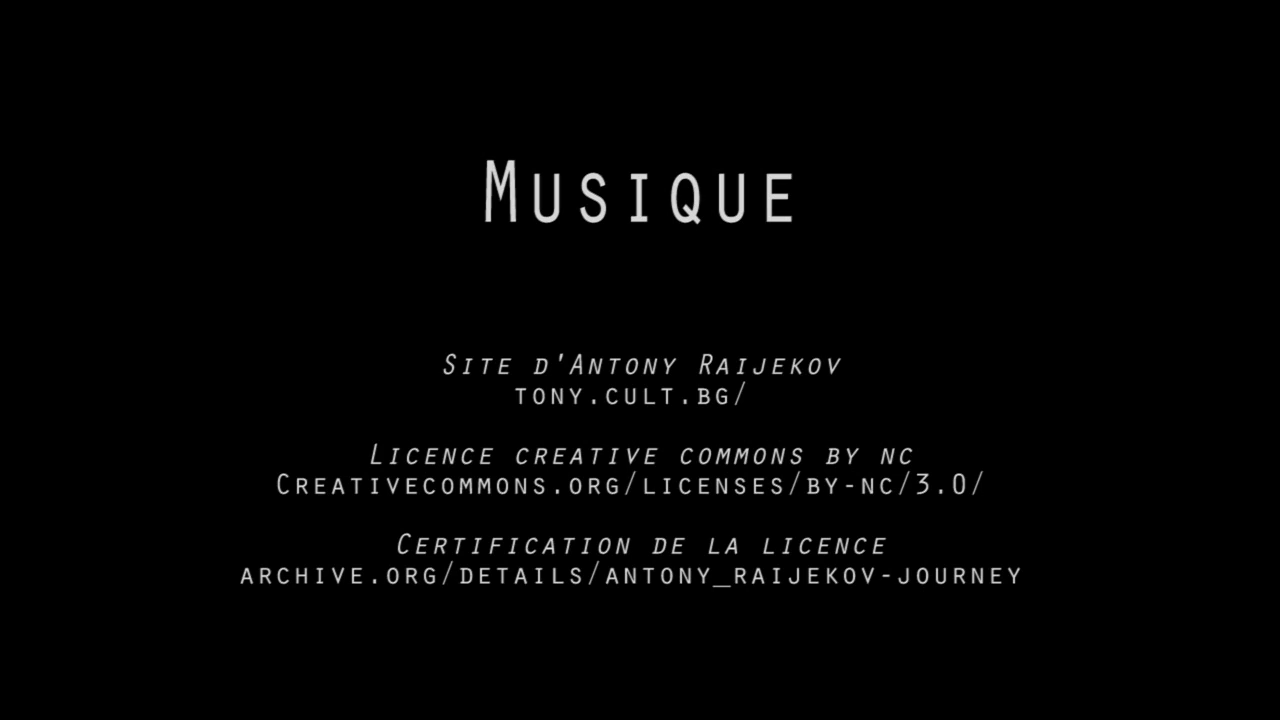 Musique
Site d'Antony Raijekov
tony.cult.bg/
Licence creative commons by nc
Creativecommons.org/licenses/by-nc/3.0/
Certification de la licence
archive.org/details/antony_raijekov-journey